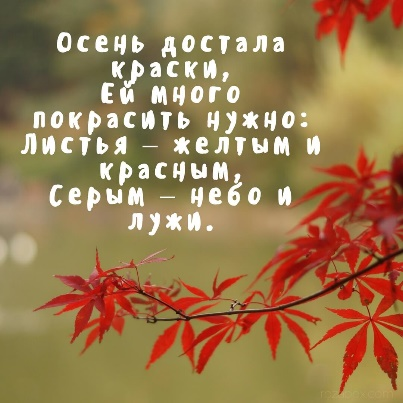 Осень достала
краски,
Ей много
покрасить нужно:
Листья – желтым и
красным,
Серым – небо и
лужи.